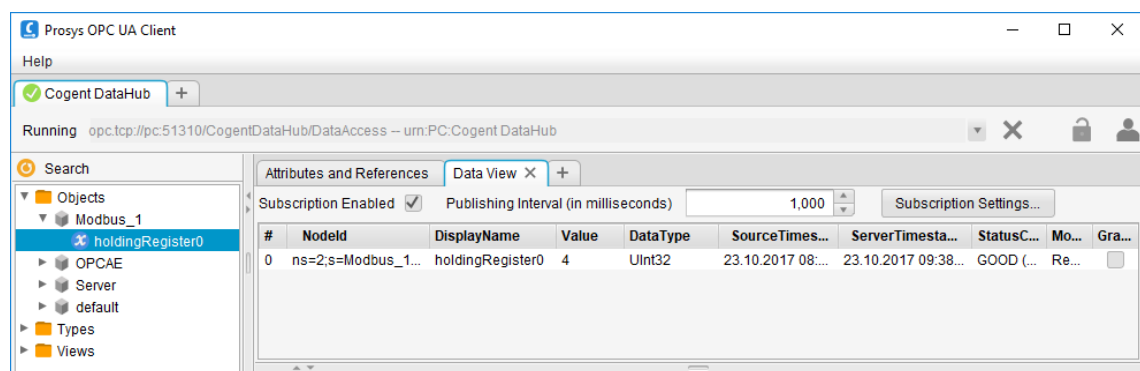 Prosys OPC UA Client
Help
Cogent DataHub +
Running opc.tcp://pc:51310/CogentDataHub/DataAccess -- urn:PC:Cogent DataHub
Search
Objects
Modbus_1
holdingRegister0
OPCAE
Server
default
Types
Views
Attributes and References Data View +
Subscription Enabled Publishing Interval (in milliseconds) 1,000 Subscription Settings...
# NodeId DisplayName Value DataType SourceTimes... ServerTimesta... StatusC... Mo... Gra...
0 ns=2;s=Modbus_1... holdingRegister0 4 UInt32 23.10.2017 08:... 23.10.2017 09:38... GOOD (... Re...